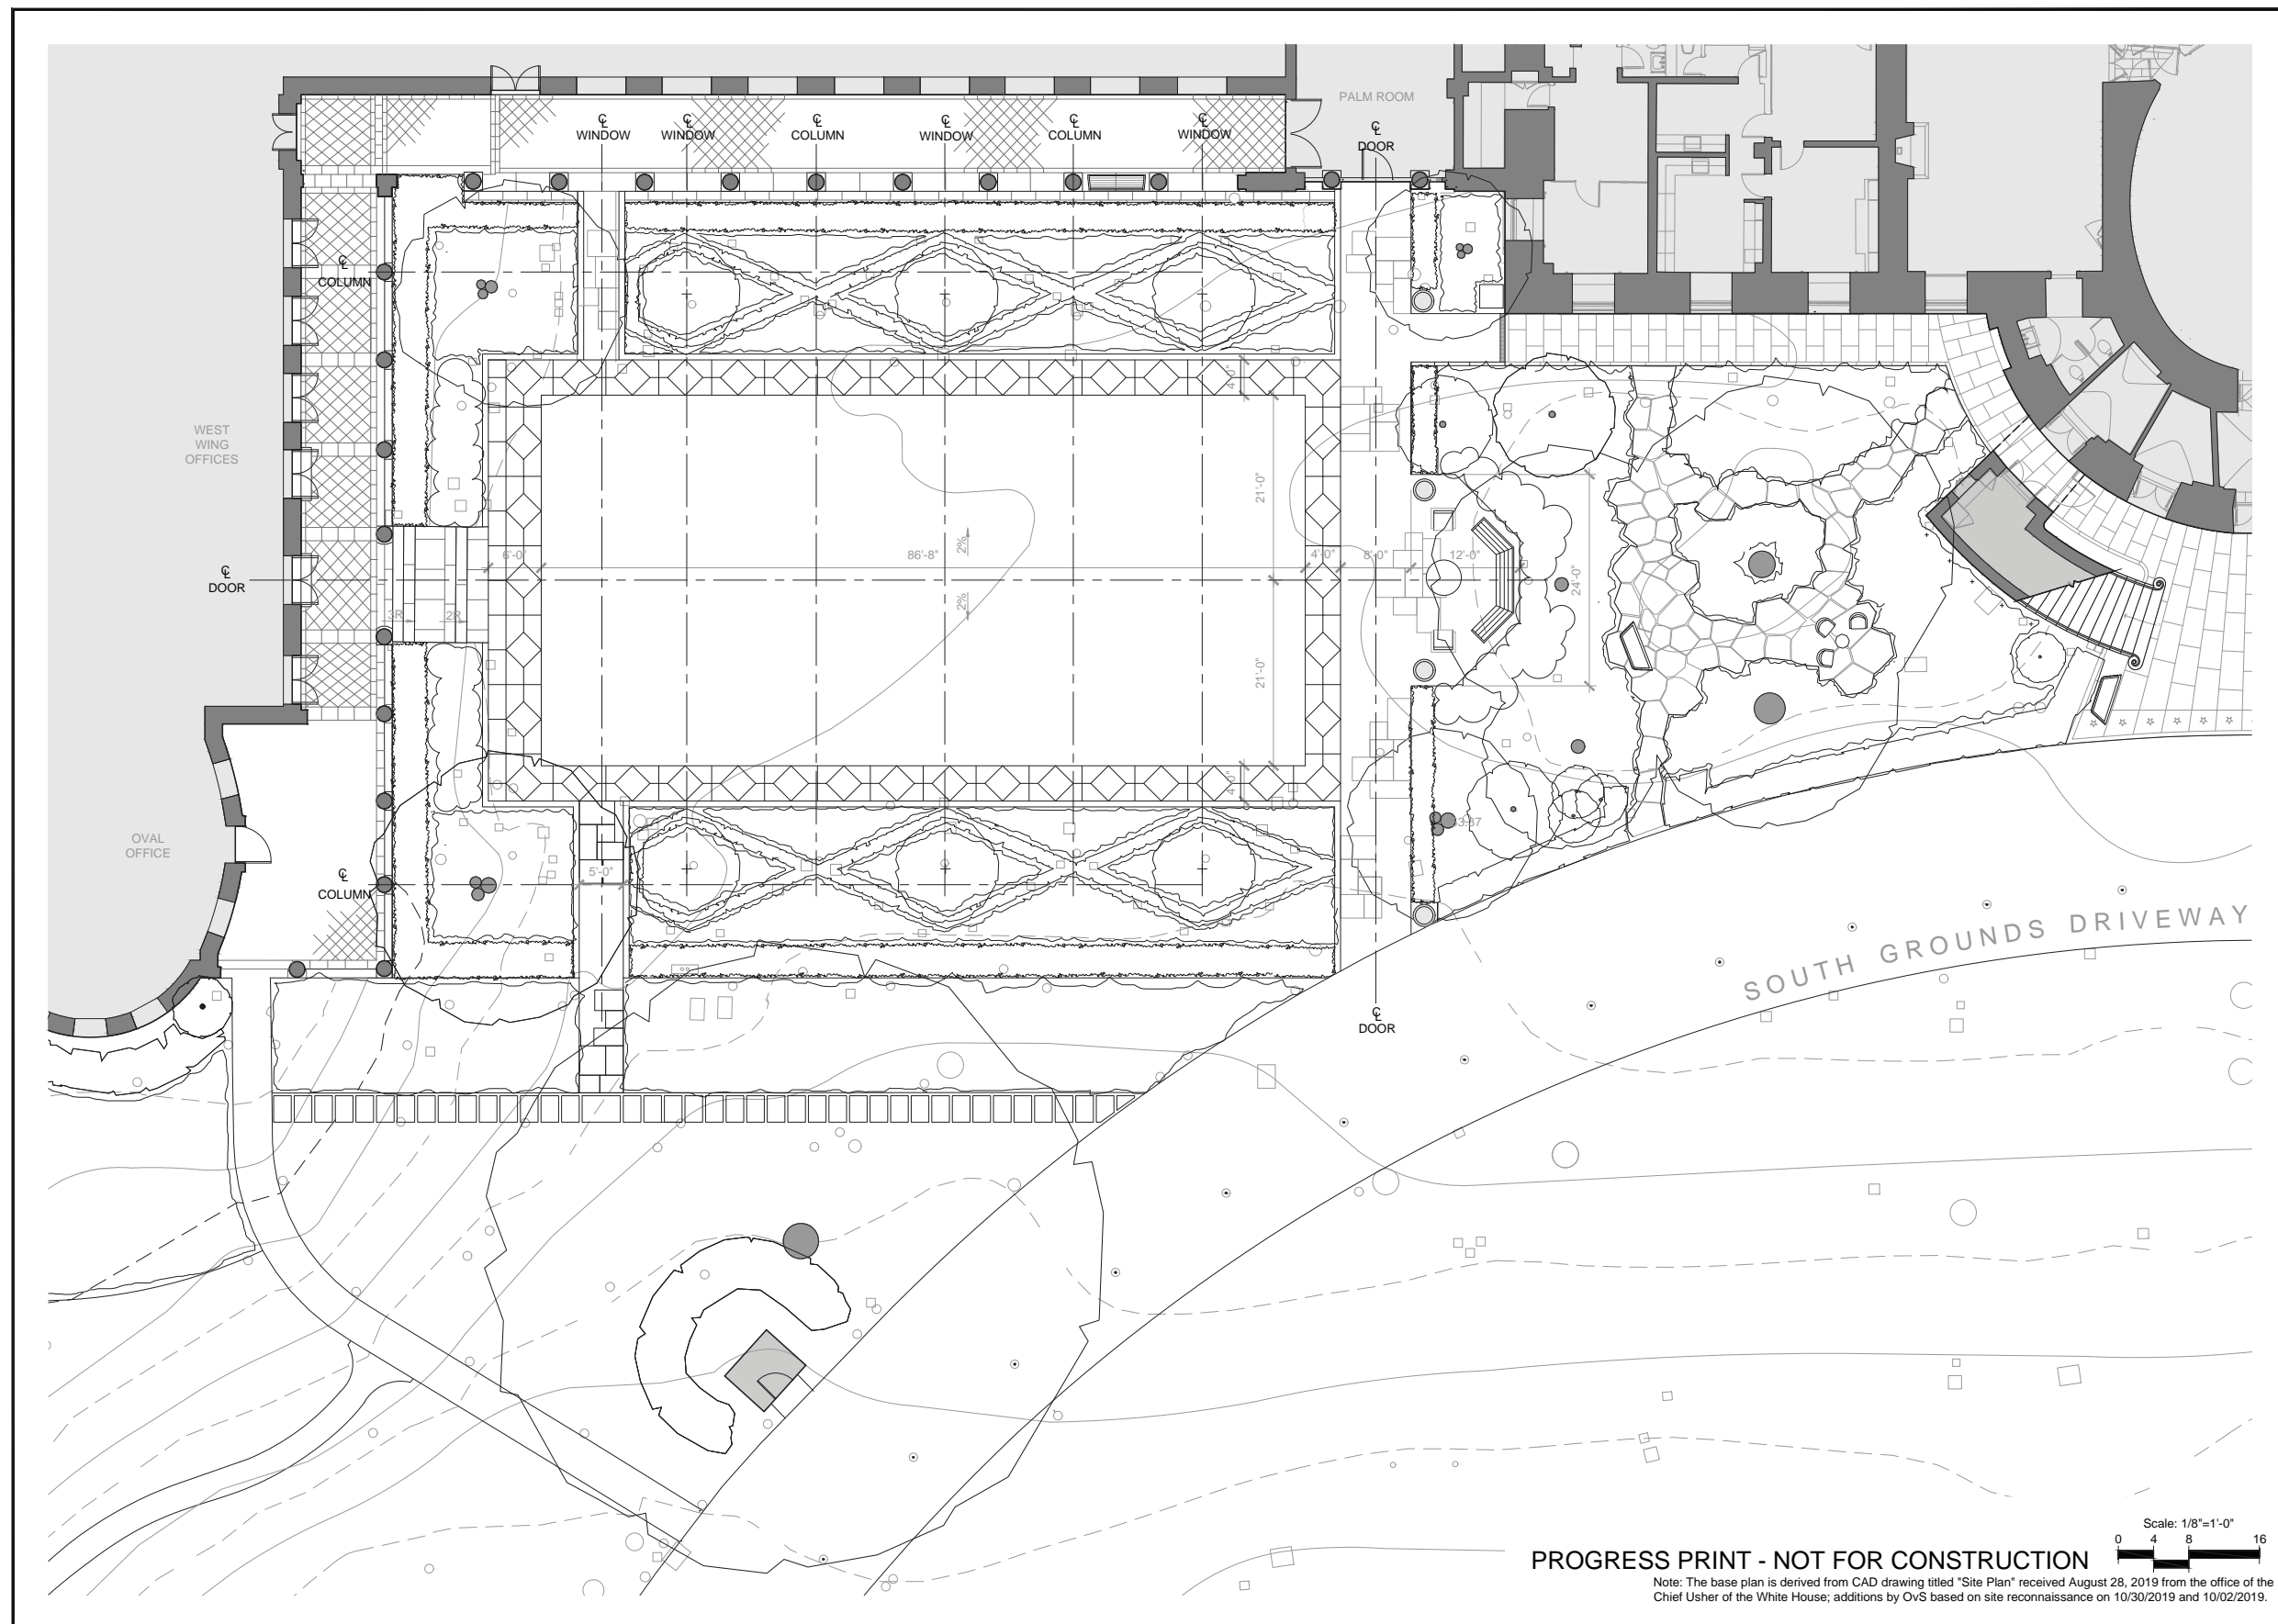 PALM ROOM
℄
WINDOW
℄
WINDOW
℄
COLUMN
℄
WINDOW
℄
COLUMN
℄
WINDOW
℄
DOOR
℄
COLUMN
4'-0"
WEST
WING
OFFICES
21'-0"
6'-0"
86'-8"
2%
4'-0"
8'-0"
12'-0"
24'-0"
℄
DOOR
2%
3R
2R
21'-0"
4'-0"
OVAL
OFFICE
5'-0"
℄
COLUMN
SOUTH GROUNDS DRIVEWAY
℄
DOOR
Scale: 1/8"=1'-0"
0 4 8 16
PROGRESS PRINT - NOT FOR CONSTRUCTION
Note: The base plan is derived from CAD drawing titled "Site Plan" received August 28, 2019 from the office of the
Chief Usher of the White House; additions by OvS based on site reconnaissance on 10/30/2019 and 10/02/2019.